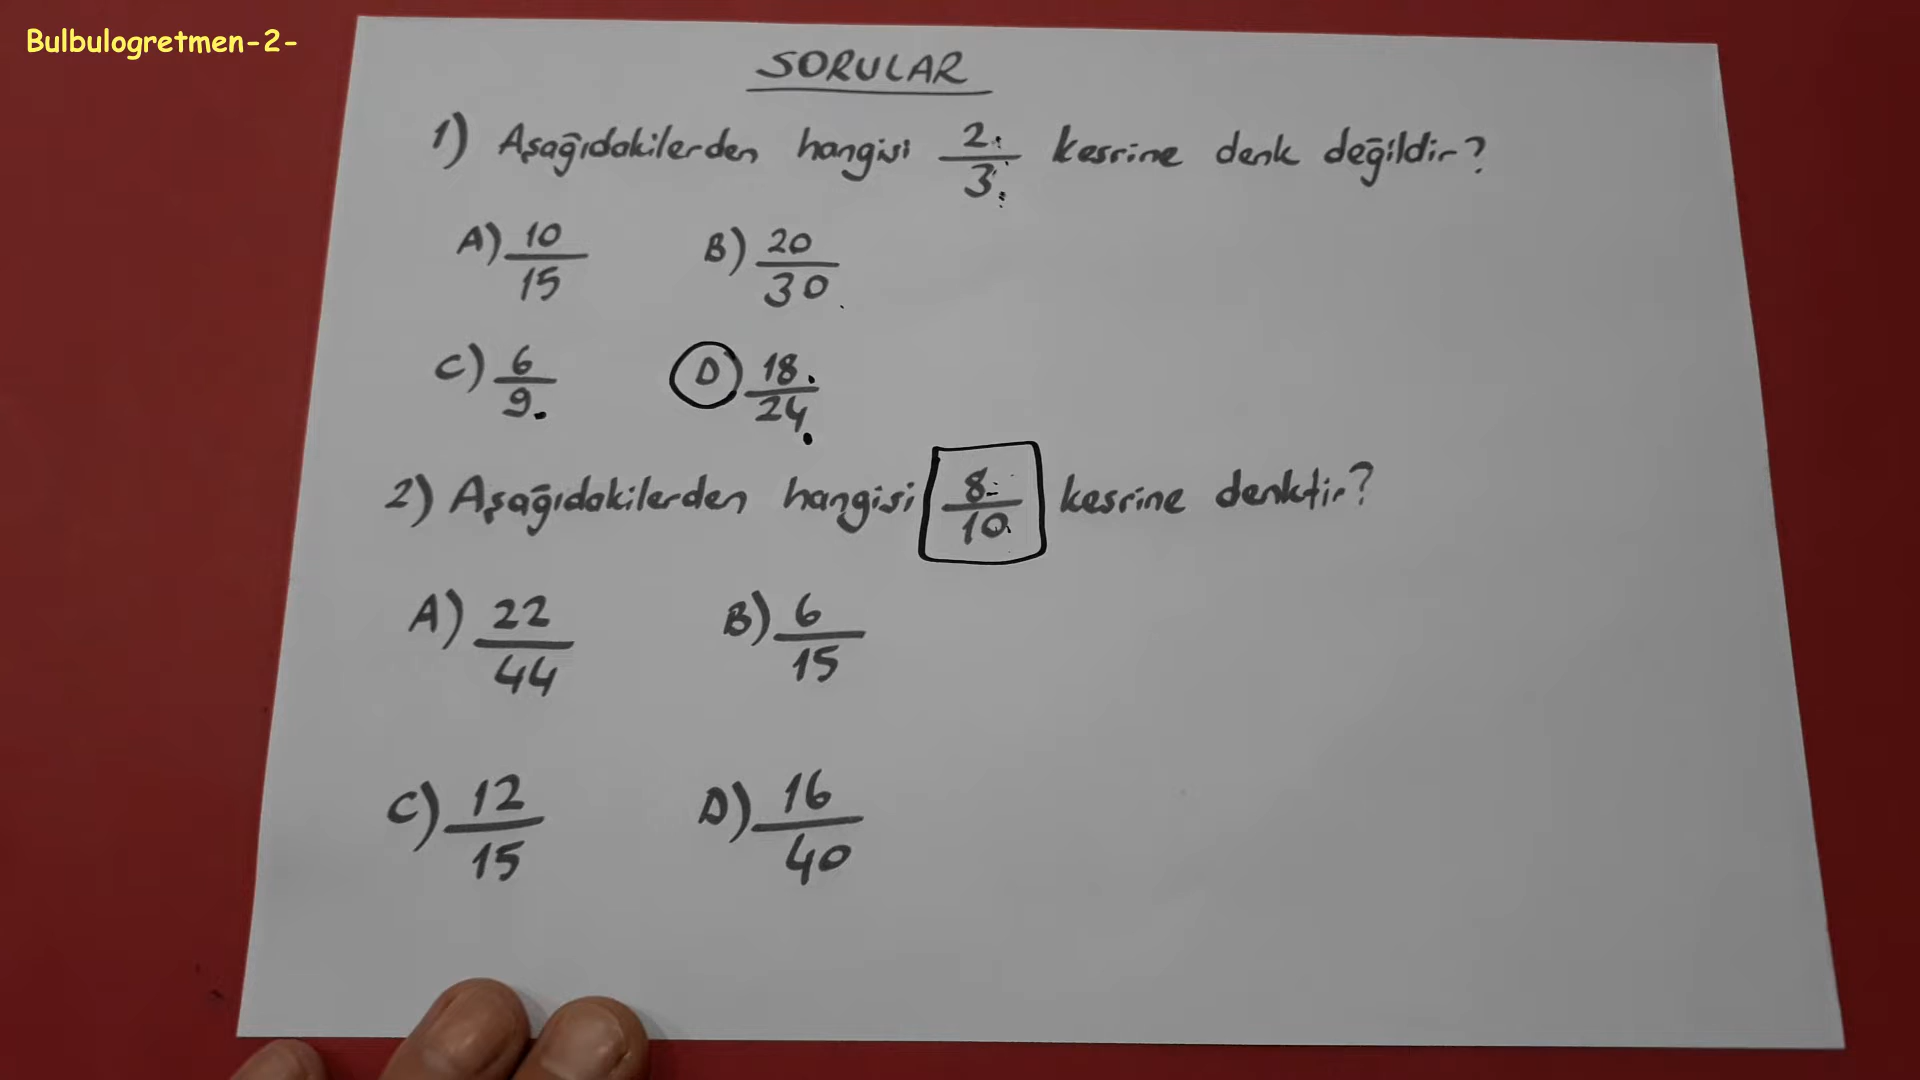 Bulbulogretmen-2-
SORULAR
1) Aşağıdakilerden hangisi 2/3 kesrine denk değildir?
A) 10/15 B) 20/30
C) 6/9 D) 18/24
2) Aşağıdakilerden hangisi 8/10 kesrine denktir?
A) 22/44 B) 6/15
C) 12/15 D) 16/40